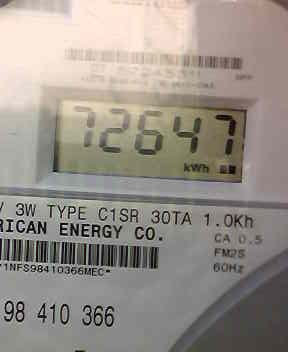 72647
kWh
V 3W TYPE C1SR 30TA 1.0Kh
RICAN ENERGY CO.
CA 0.5
FM2S
60Hz
1NFS98410366MEC*
98 410 366